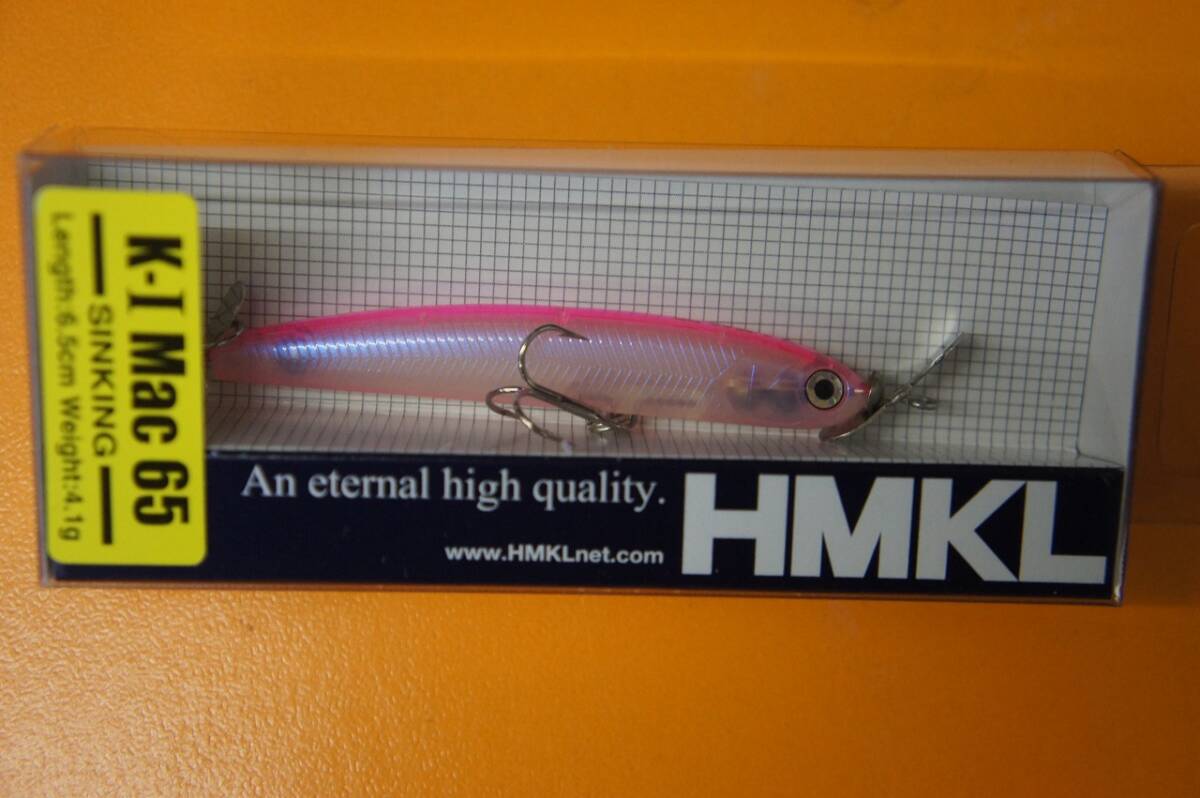 K-I Mac 65
SINKING
Length:6.5cm Weight:4.1g
An eternal high quality.
www.HMKLnet.com
HMKL